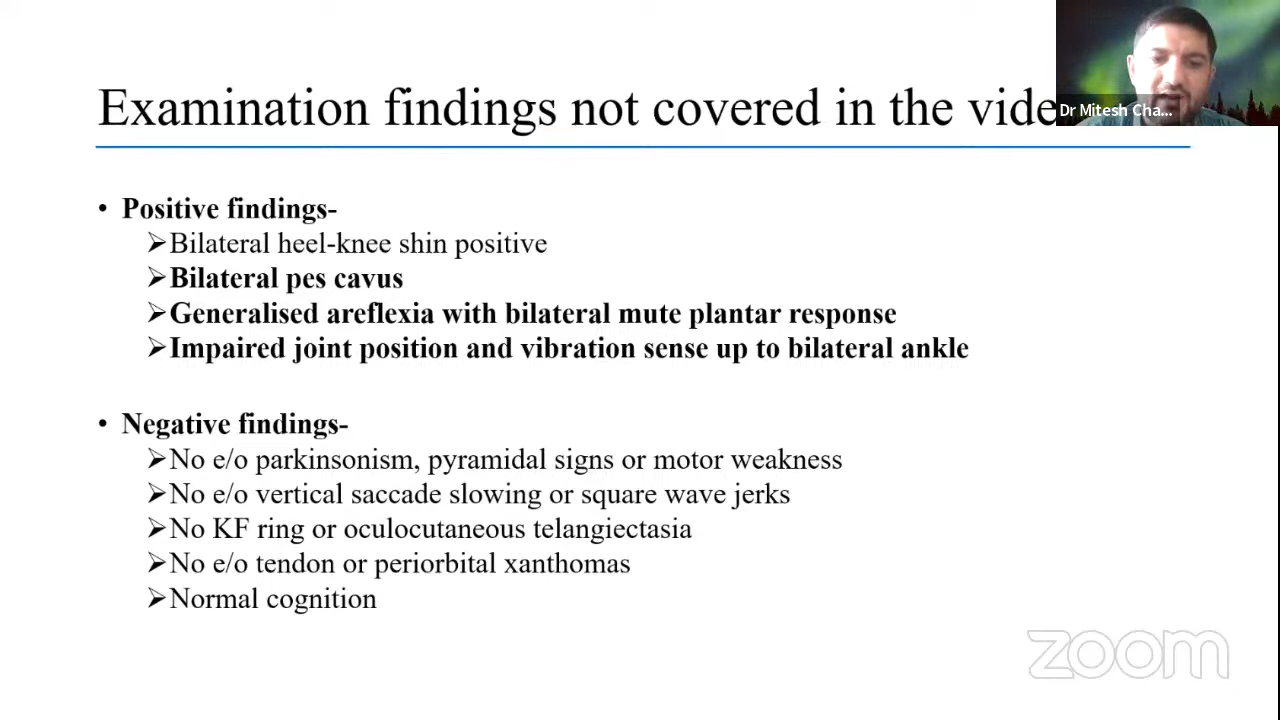 Examination findings not covered in the vide
Dr Mitesh Cha...
• Positive findings-
➢Bilateral heel-knee shin positive
➢Bilateral pes cavus
➢Generalised areflexia with bilateral mute plantar response
➢Impaired joint position and vibration sense up to bilateral ankle
• Negative findings-
➢No e/o parkinsonism, pyramidal signs or motor weakness
➢No e/o vertical saccade slowing or square wave jerks
➢No KF ring or oculocutaneous telangiectasia
➢No e/o tendon or periorbital xanthomas
➢Normal cognition
zoom